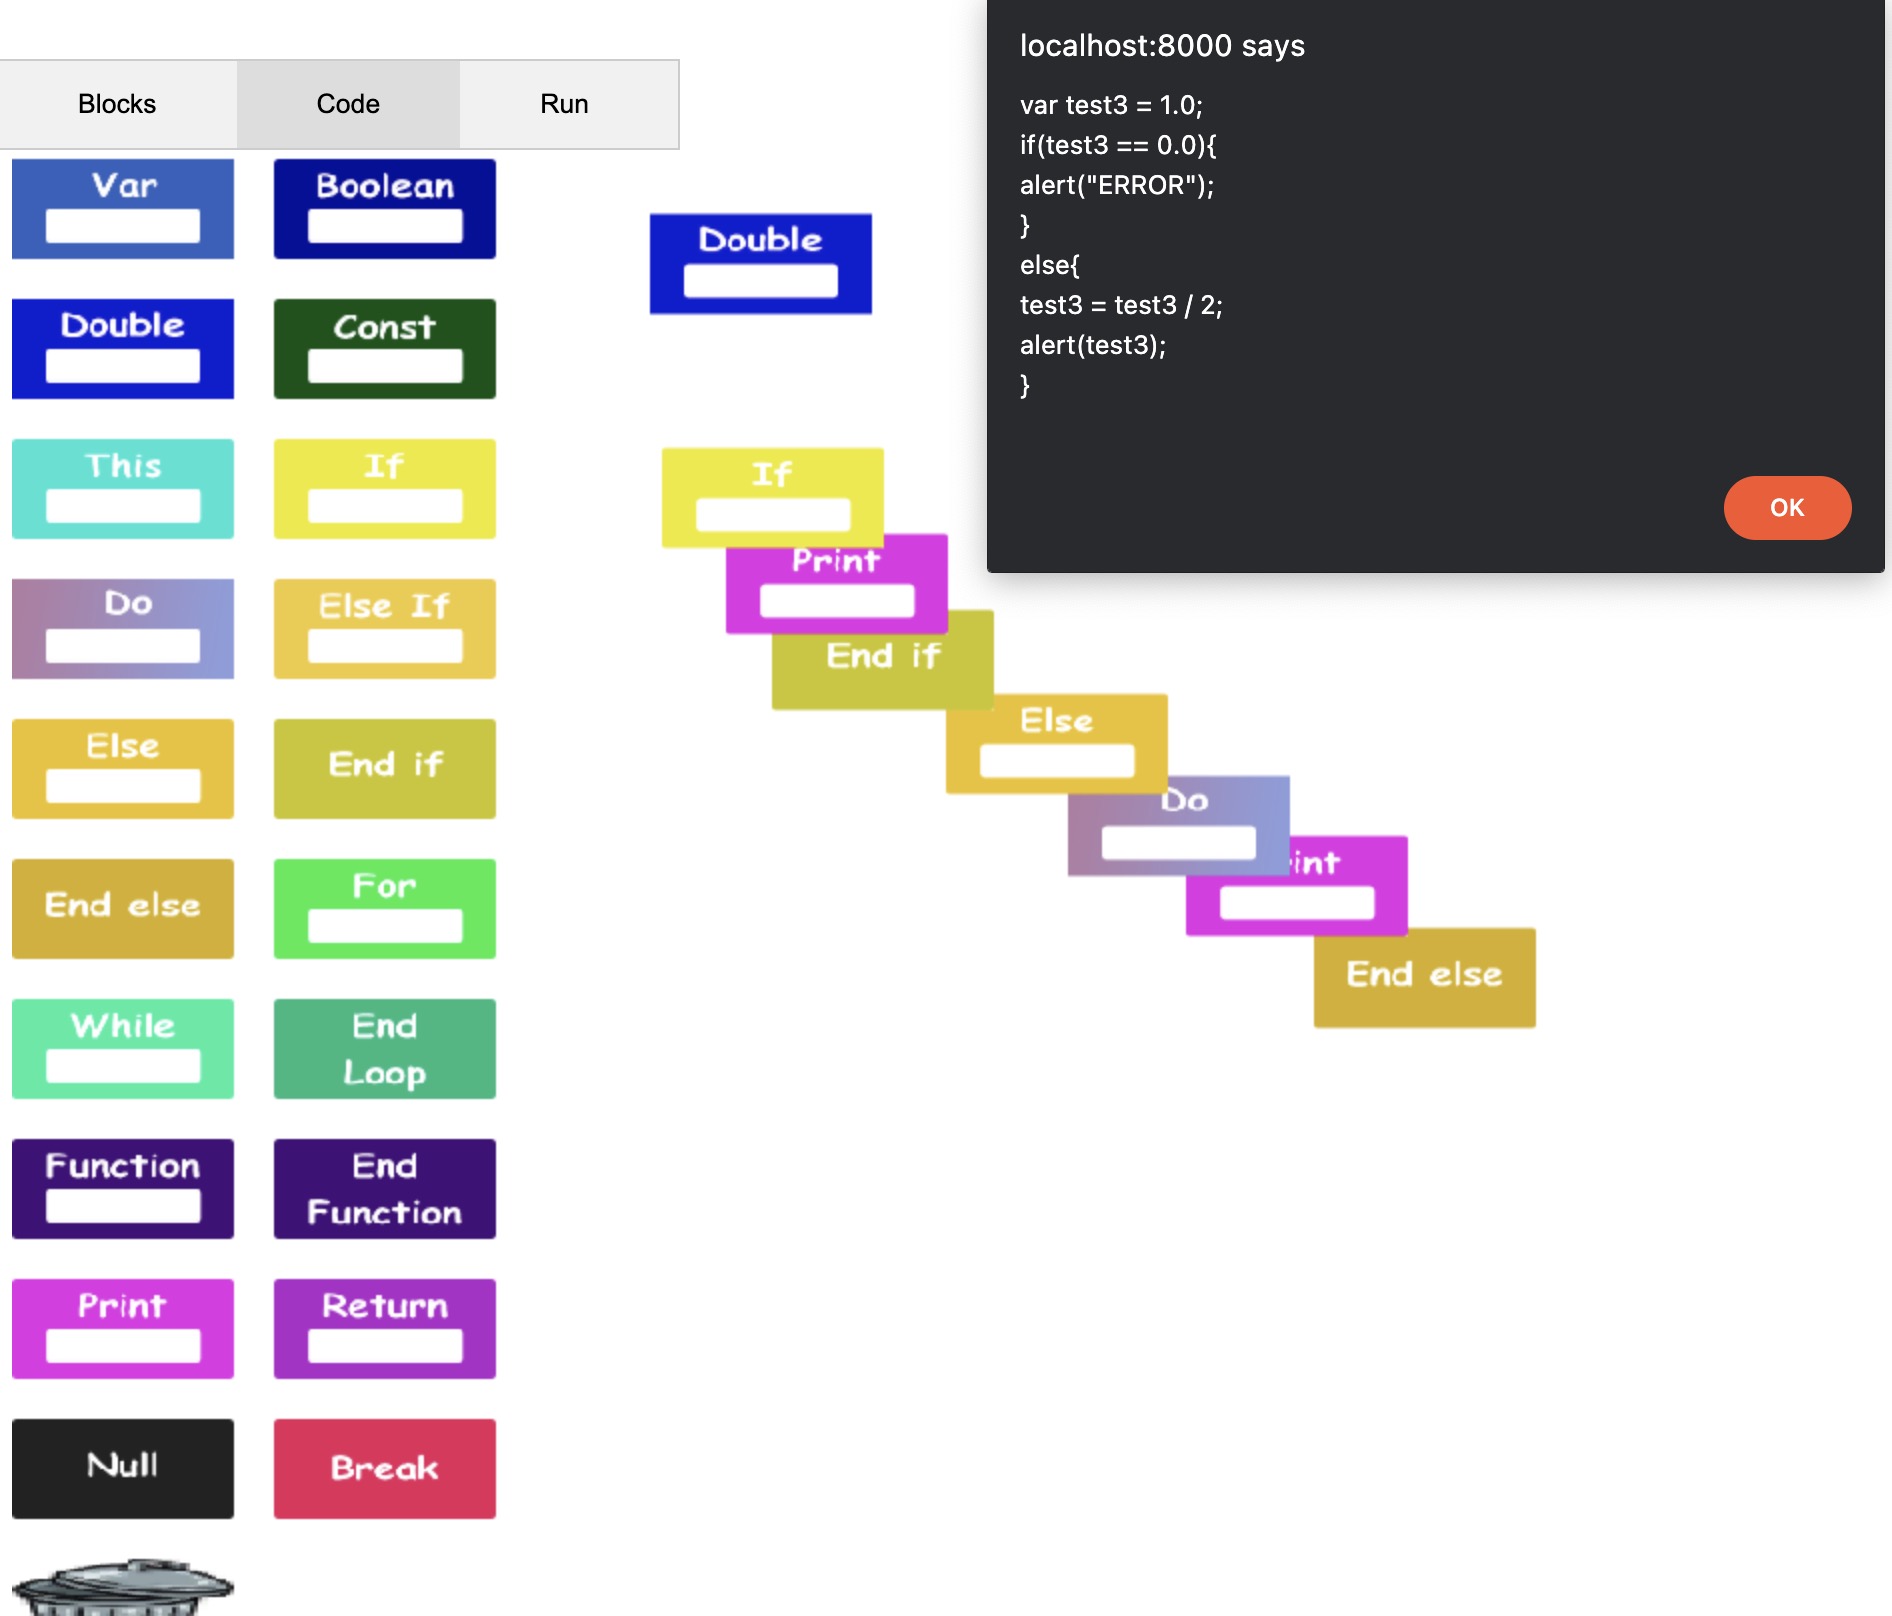 localhost:8000 says
var test3 = 1.0;
if(test3 == 0.0){
alert("ERROR");
}
else{
test3 = test3 / 2;
alert(test3);
}
OK
Blocks Code Run
Var Boolean
Double Const
This If
Do Else If
Else End if
End else For
While End
Loop
Function End
Function
Print Return
Null Break
Double
If
Print
End if
Else
Do
int
End else